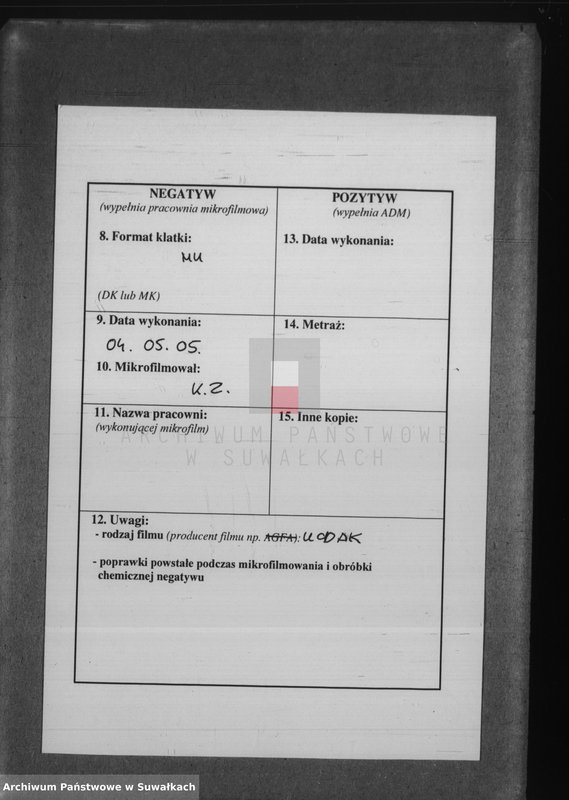 NEGATYW
(wypełnia pracownia mikrofilmowa)
8. Format klatki:
MK
(DK lub MK)
9. Data wykonania:
04. 05. 05.
10. Mikrofilmował:
K. Z.
11. Nazwa pracowni:
(wykonującej mikrofilm)
POZYTYW
(wypełnia ADM)
13. Data wykonania:
14. Metraż:
15. Inne kopie:
12. Uwagi:
- rodzaj filmu (producent filmu np. AGFA): KODAK
- poprawki powstałe podczas mikrofilmowania i obróbki
chemicznej negatywu
ARCHIWUM PAŃSTWOWE
W SUWAŁKACH
Archiwum Państwowe w Suwałkach